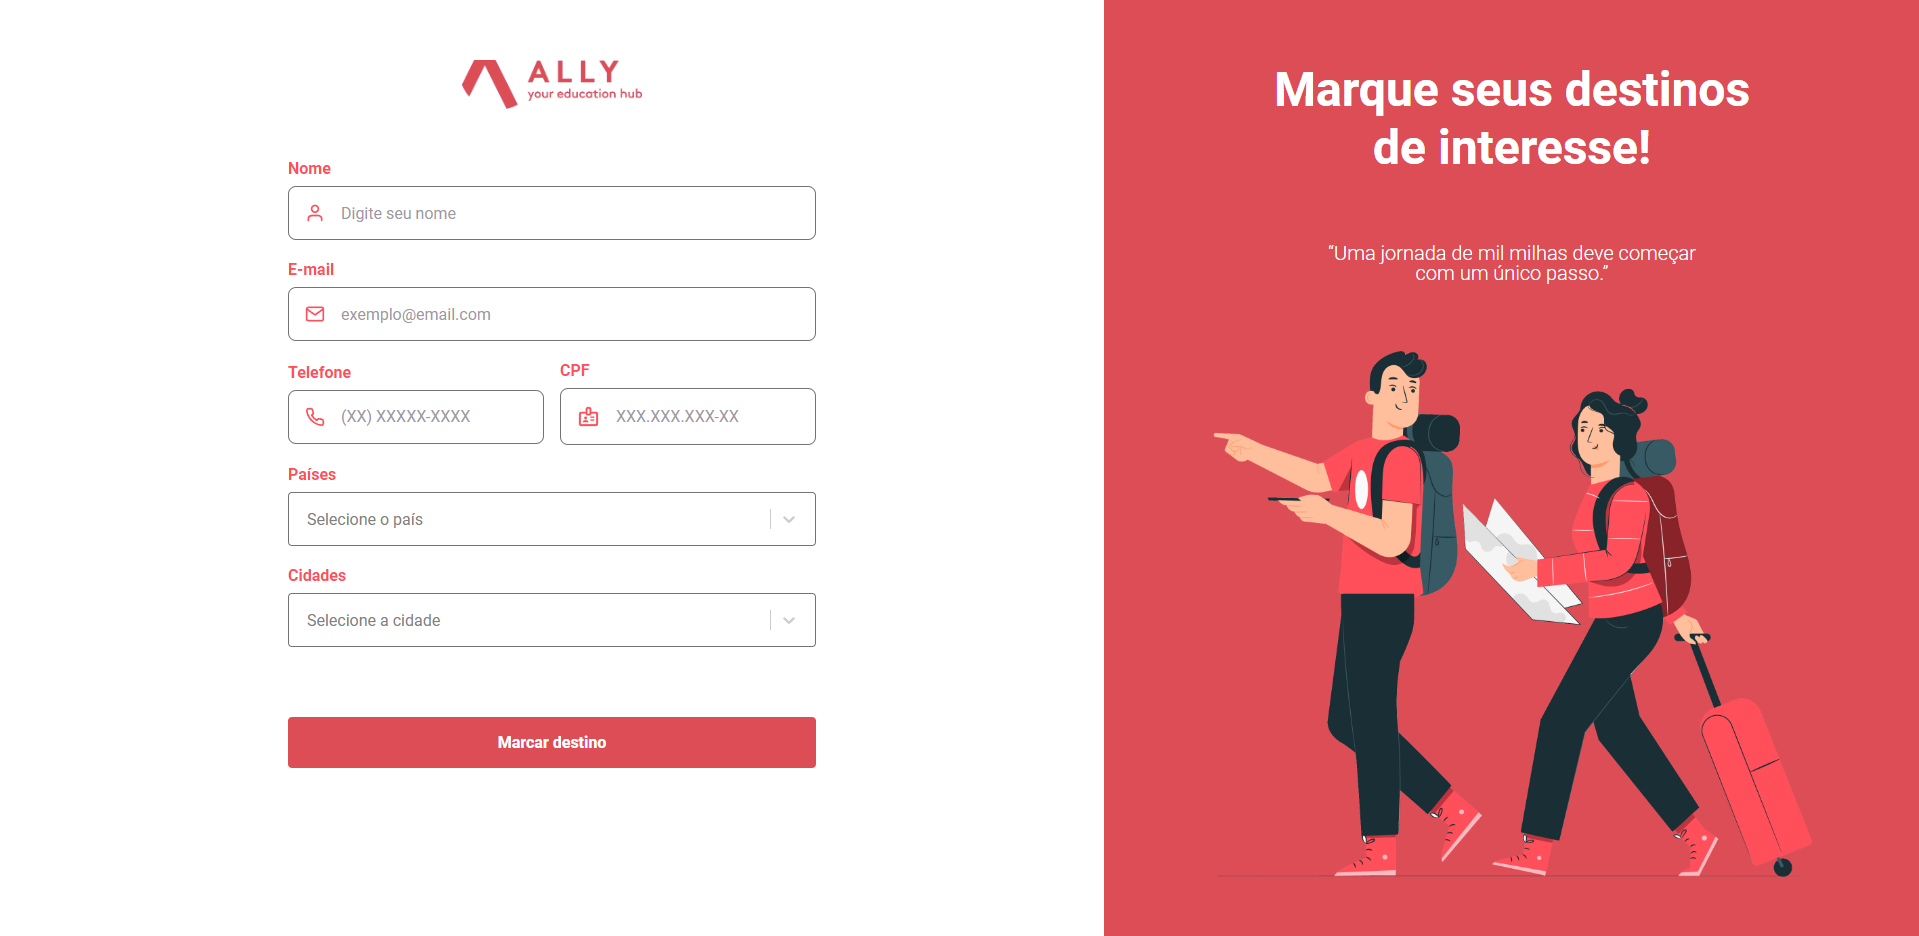 ALLY
your education hub
Nome
Digite seu nome
E-mail
exemplo@email.com
Telefone
(XX) XXXXX-XXXX
CPF
XXX.XXX.XXX-XX
Países
Selecione o país
Cidades
Selecione a cidade
Marcar destino
Marque seus destinos
de interesse!
“Uma jornada de mil milhas deve começar
com um único passo.”